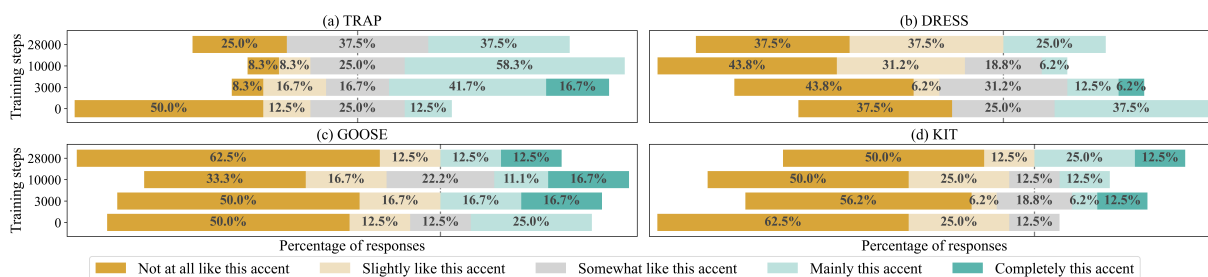 (a) TRAP
(b) DRESS
Training steps
28000
25.0% 37.5% 37.5%
37.5% 37.5% 25.0%
10000
8.3% 8.3% 25.0% 58.3%
43.8% 31.2% 18.8% 6.2%
3000
8.3% 16.7% 16.7% 41.7% 16.7%
43.8% 6.2% 31.2% 12.5% 6.2%
0
50.0% 12.5% 25.0% 12.5%
37.5% 25.0% 37.5%
(c) GOOSE
(d) KIT
Training steps
28000
62.5% 12.5% 12.5% 12.5%
50.0% 12.5% 25.0% 12.5%
10000
33.3% 16.7% 22.2% 11.1% 16.7%
50.0% 25.0% 12.5% 12.5%
3000
50.0% 16.7% 16.7% 16.7%
56.2% 6.2% 18.8% 6.2% 12.5%
0
50.0% 12.5% 12.5% 25.0%
62.5% 25.0% 12.5%
Percentage of responses
Percentage of responses
Not at all like this accent
Slightly like this accent
Somewhat like this accent
Mainly this accent
Completely this accent